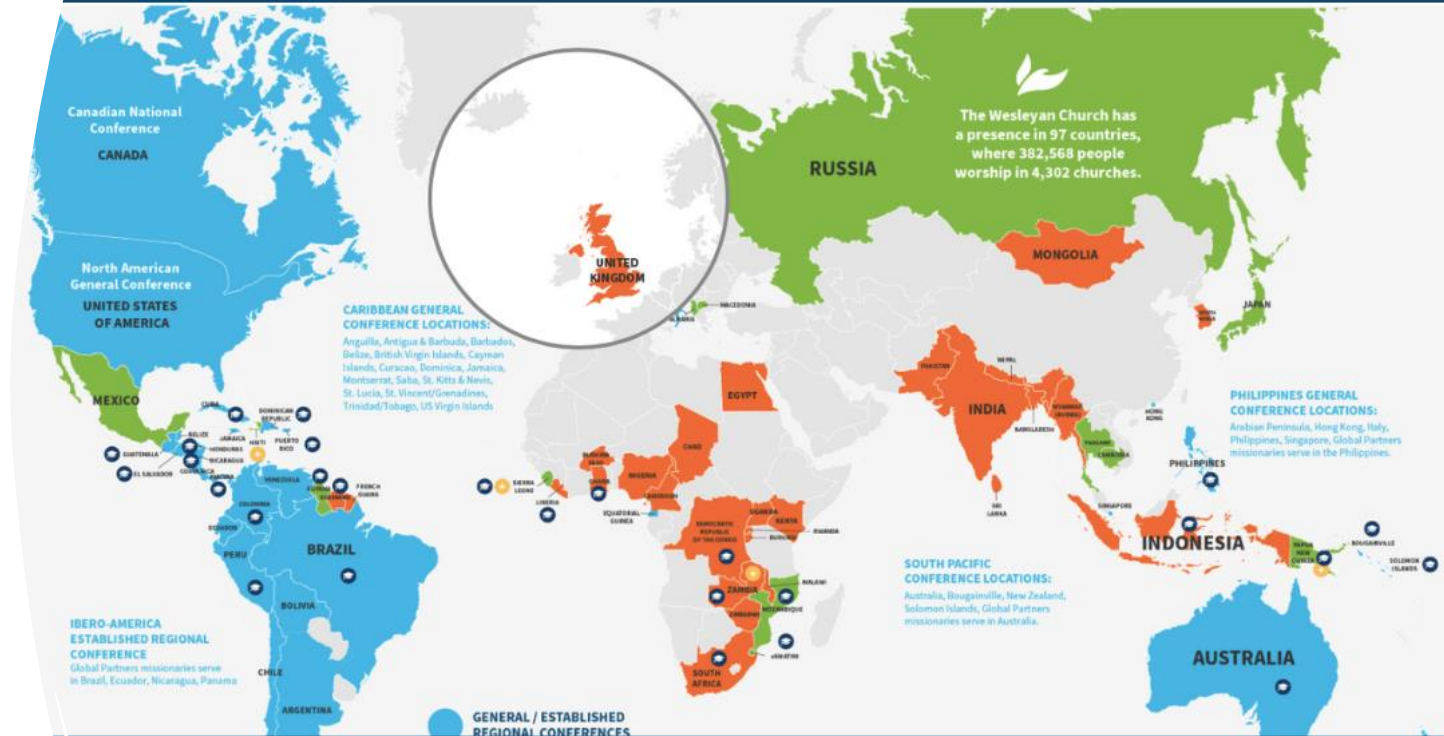 Canadian National
Conference
CANADA
North American
General Conference
UNITED STATES
OF AMERICA
CARIBBEAN GENERAL
CONFERENCE LOCATIONS:
Anguilla, Antigua & Barbuda, Barbados,
Belize, British Virgin Islands, Cayman
Islands, Curacao, Dominica, Jamaica,
Montserrat, Saba, St. Kitts & Nevis,
St. Lucia, St. Vincent/Grenadines,
Trinidad/Tobago, US Virgin Islands
MEXICO
CUBA
DOMINICAN
REPUBLIC
JAMAICA
HAITI
PUERTO
RICO
BELIZE
HONDURAS
NICARAGUA
GUATEMALA
EL SALVADOR
COSTA RICA
PANAMA
VENEZUELA
GUYANA
SURINAME
FRENCH
GUIANA
COLOMBIA
ECUADOR
PERU
BRAZIL
BOLIVIA
CHILE
ARGENTINA
IBERO-AMERICA
ESTABLISHED REGIONAL
CONFERENCE
Global Partners missionaries serve
in Brazil, Ecuador, Nicaragua, Panama
GENERAL / ESTABLISHED
REGIONAL CONFERENCES
UNITED
KINGDOM
ALBANIA
MACEDONIA
RUSSIA
The Wesleyan Church has
a presence in 97 countries,
where 382,568 people
worship in 4,302 churches.
MONGOLIA
SOUTH
KOREA
JAPAN
EGYPT
CHAD
BURKINA
FASO
NIGERIA
GHANA
CAMEROON
SIERRA
LEONE
LIBERIA
EQUATORIAL
GUINEA
DEMOCRATIC
REPUBLIC
OF THE CONGO
UGANDA
KENYA
RWANDA
BURUNDI
MALAWI
ZAMBIA
ZIMBABWE
MOZAMBIQUE
eSWATINI
SOUTH
AFRICA
PAKISTAN
NEPAL
INDIA
BANGLADESH
MYANMAR
(BURMA)
THAILAND
CAMBODIA
SRI
LANKA
HONG
KONG
PHILIPPINES
SINGAPORE
INDONESIA
PHILIPPINES GENERAL
CONFERENCE LOCATIONS:
Arabian Peninsula, Hong Kong, Italy,
Philippines, Singapore, Global Partners
missionaries serve in the Philippines.
PAPUA
NEW
GUINEA
BOUGAINVILLE
SOLOMON
ISLANDS
SOUTH PACIFIC
CONFERENCE LOCATIONS:
Australia, Bougainville, New Zealand,
Solomon Islands, Global Partners
missionaries serve in Australia.
AUSTRALIA